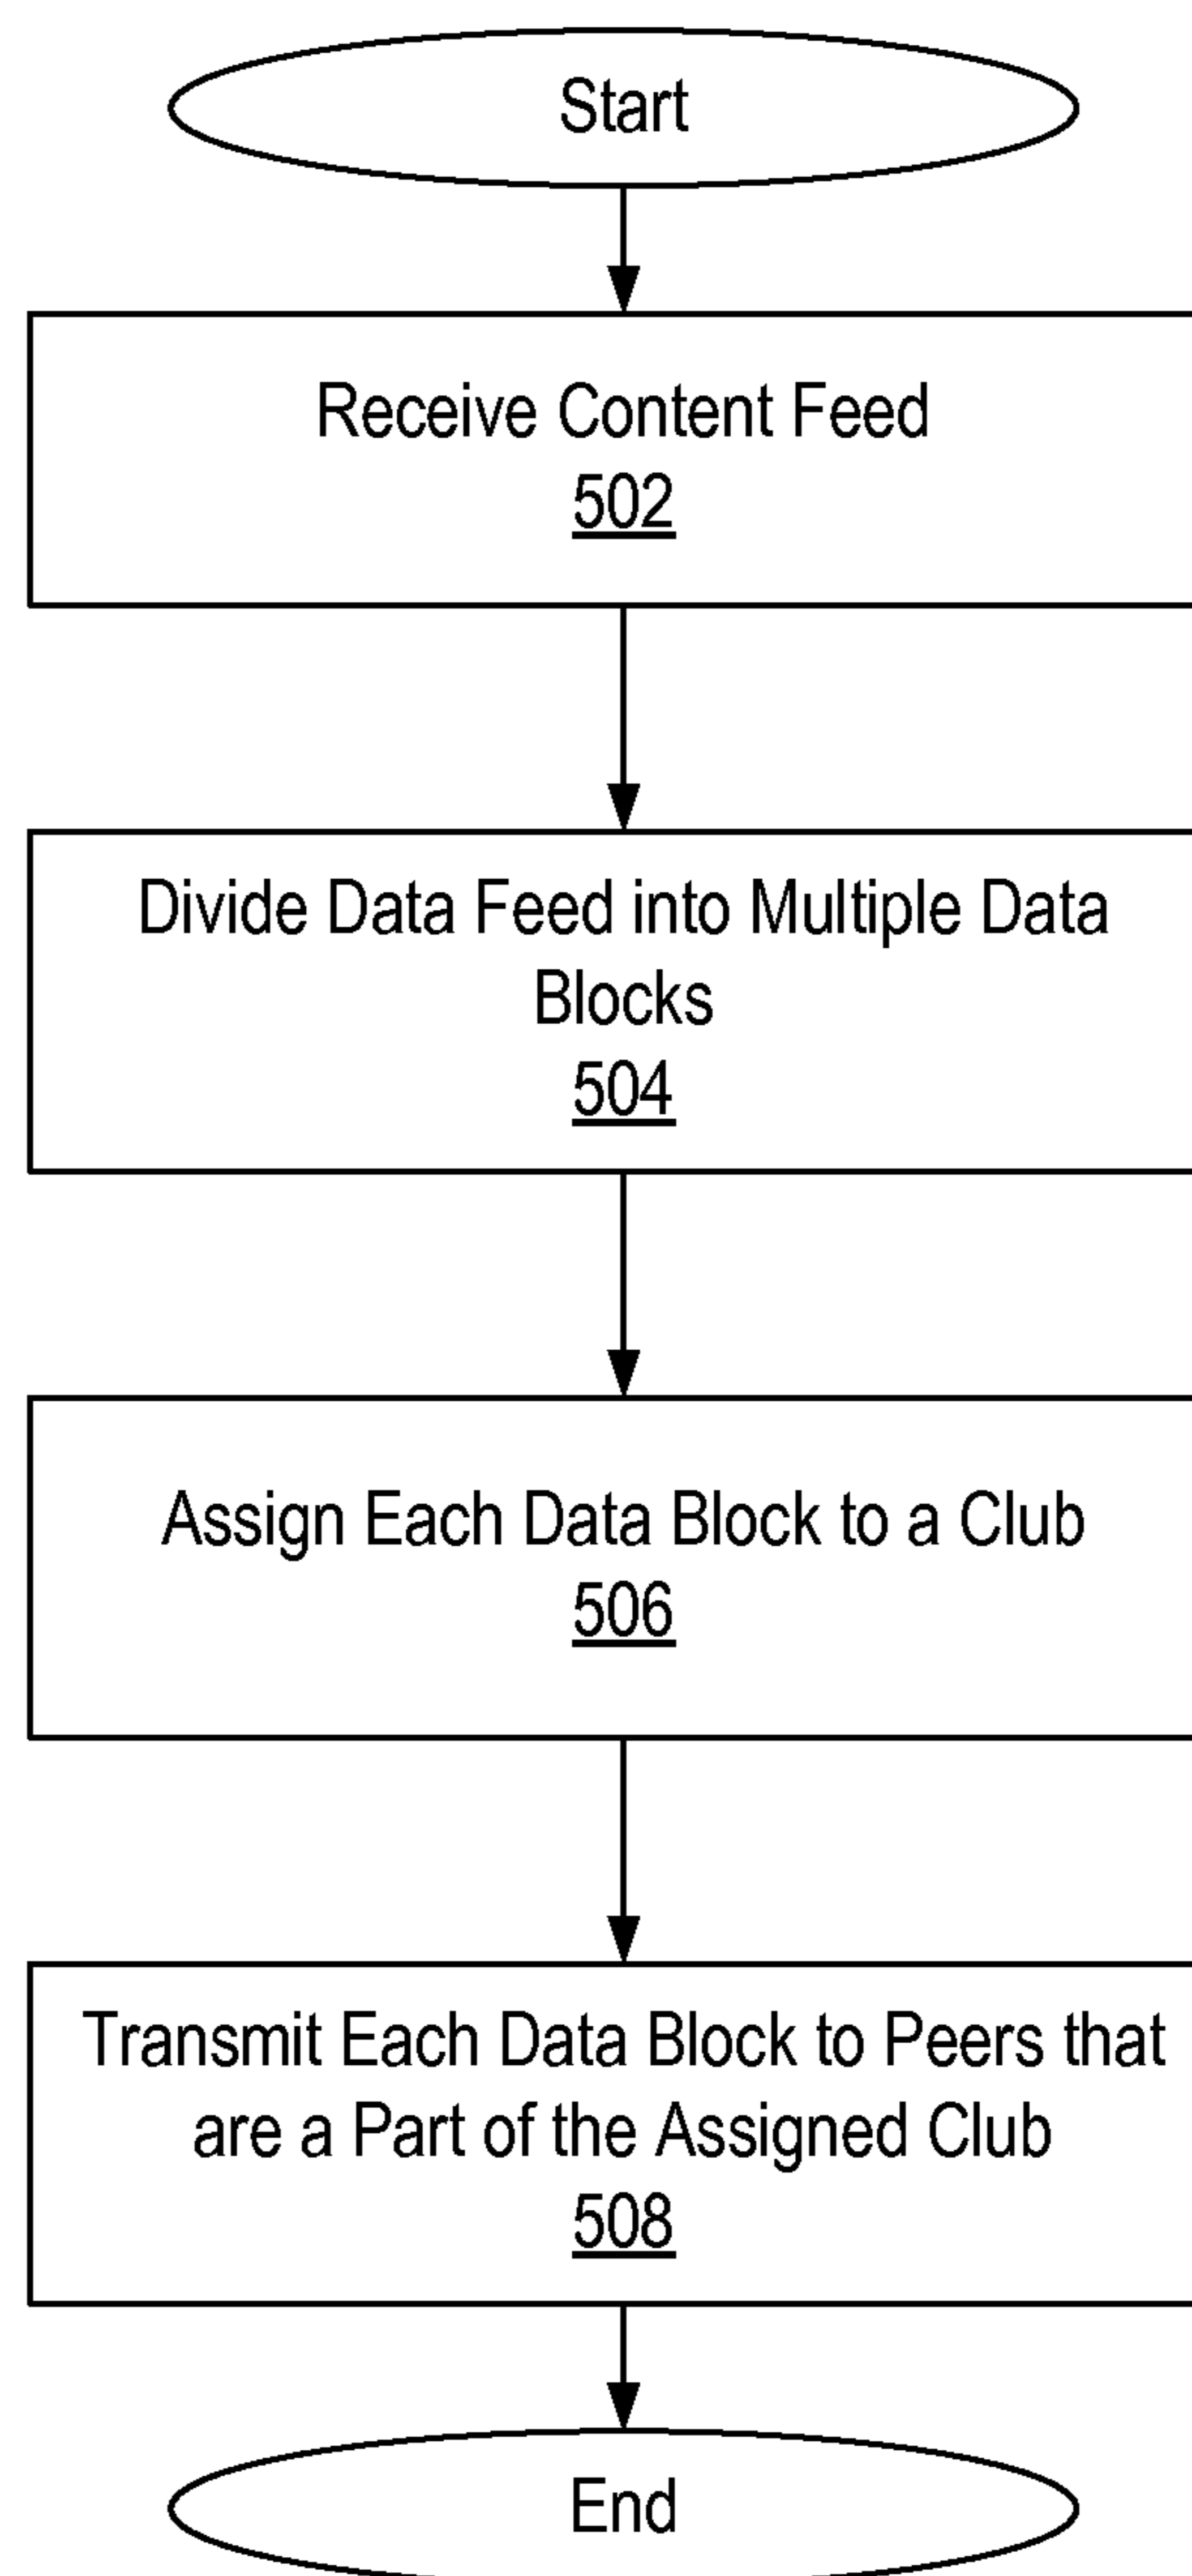 Start
Receive Content Feed
502
Divide Data Feed into Multiple Data
Blocks
504
Assign Each Data Block to a Club
506
Transmit Each Data Block to Peers that
are a Part of the Assigned Club
508
End